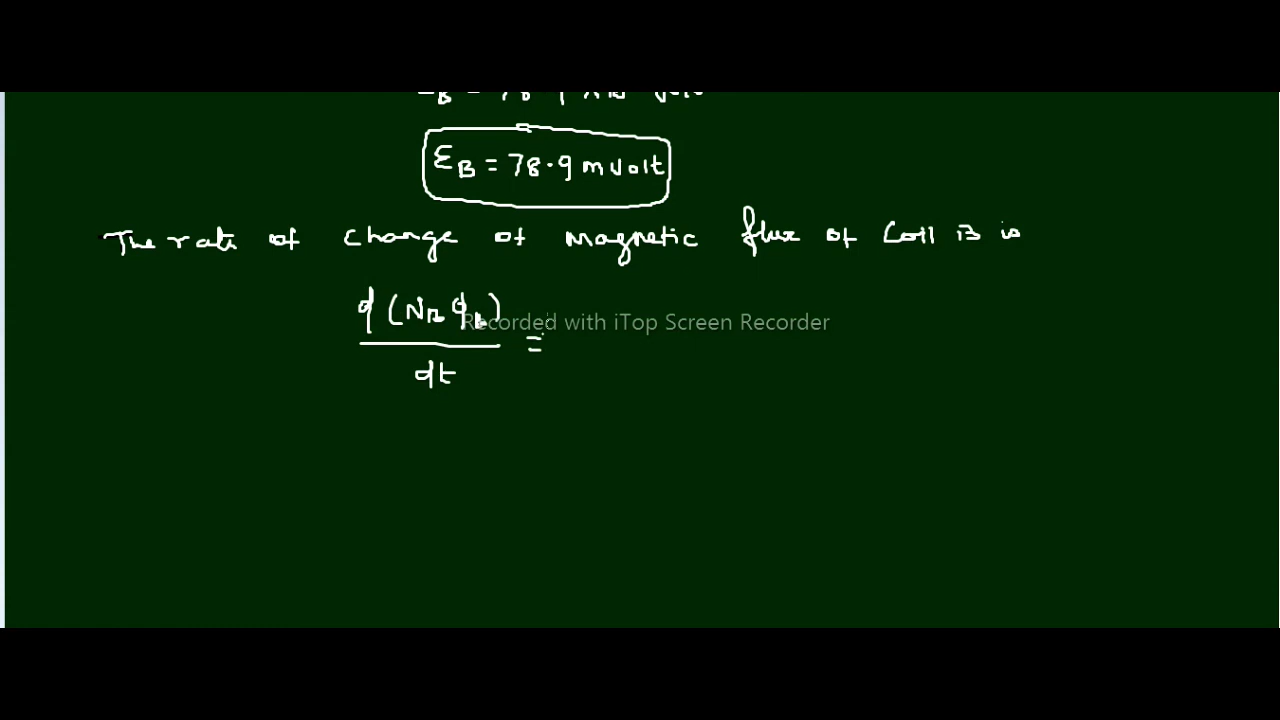 ε_B = 78.9 mvolt
The rate of change of magnetic flux of Coil B is
d (N_B φ_B)
Recorded with iTop Screen Recorder
=
dt